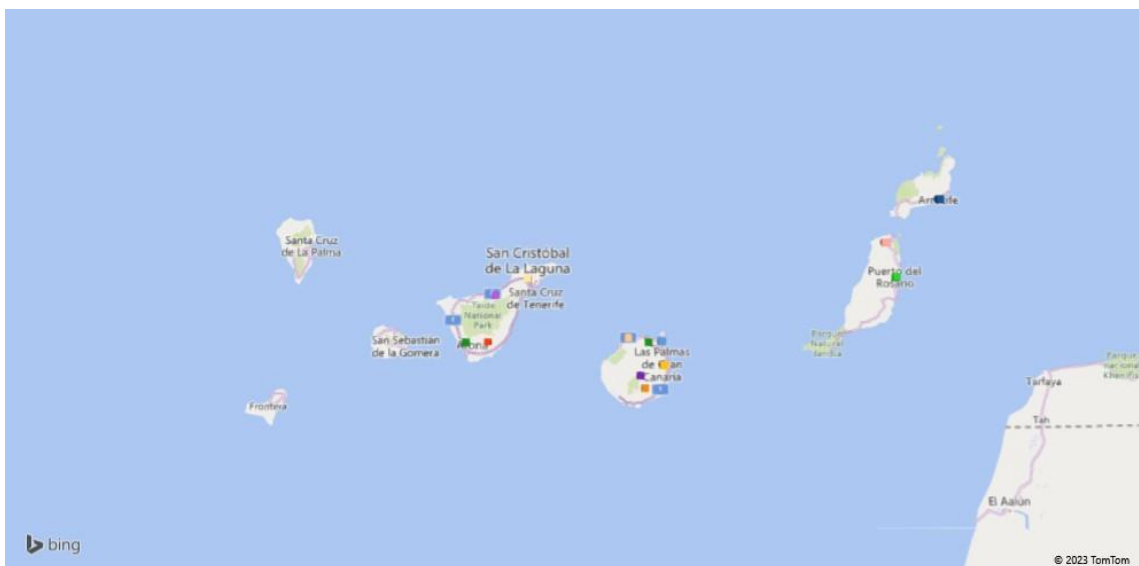 Santa Cruz
de La Palma
San Cristóbal
de La Laguna
Santa Cruz
de Tenerife
Teide
National
Park
San Sebastián
de la Gomera
Arona
Frontera
Las Palmas
de Gran
Canaria
Arrecife
Puerto del
Rosario
Parque
Natural
Jandía
Parque
Tarfaya
Tah
El Aaiún
bing
© 2023 TomTom